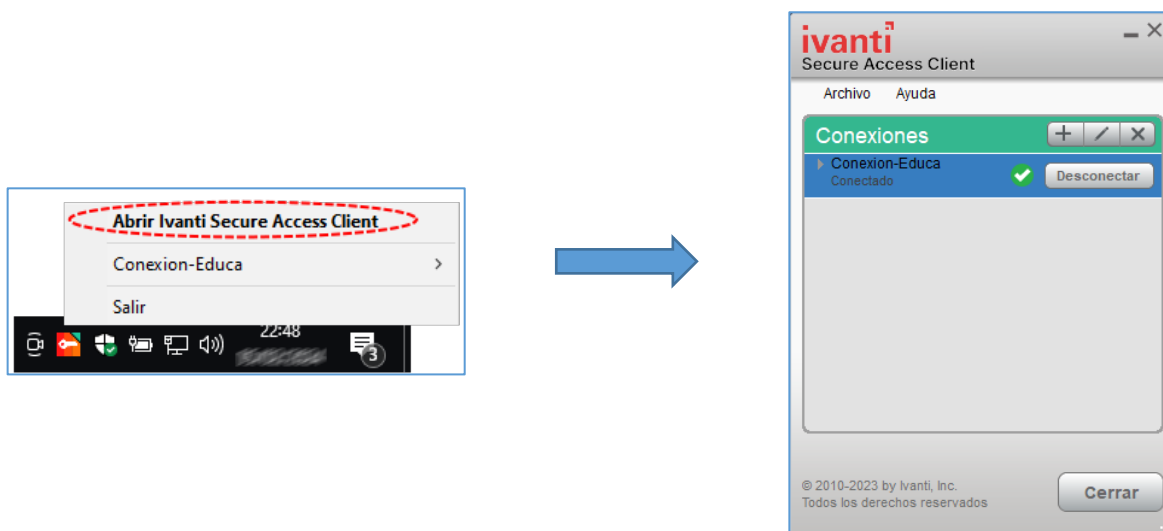 Abrir Ivanti Secure Access Client
Conexion-Educa
Salir
22:48
3
ivanti
Secure Access Client
Archivo Ayuda
Conexiones
Conexion-Educa
Conectado
Desconectar
© 2010-2023 by Ivanti, Inc.
Todos los derechos reservados
Cerrar